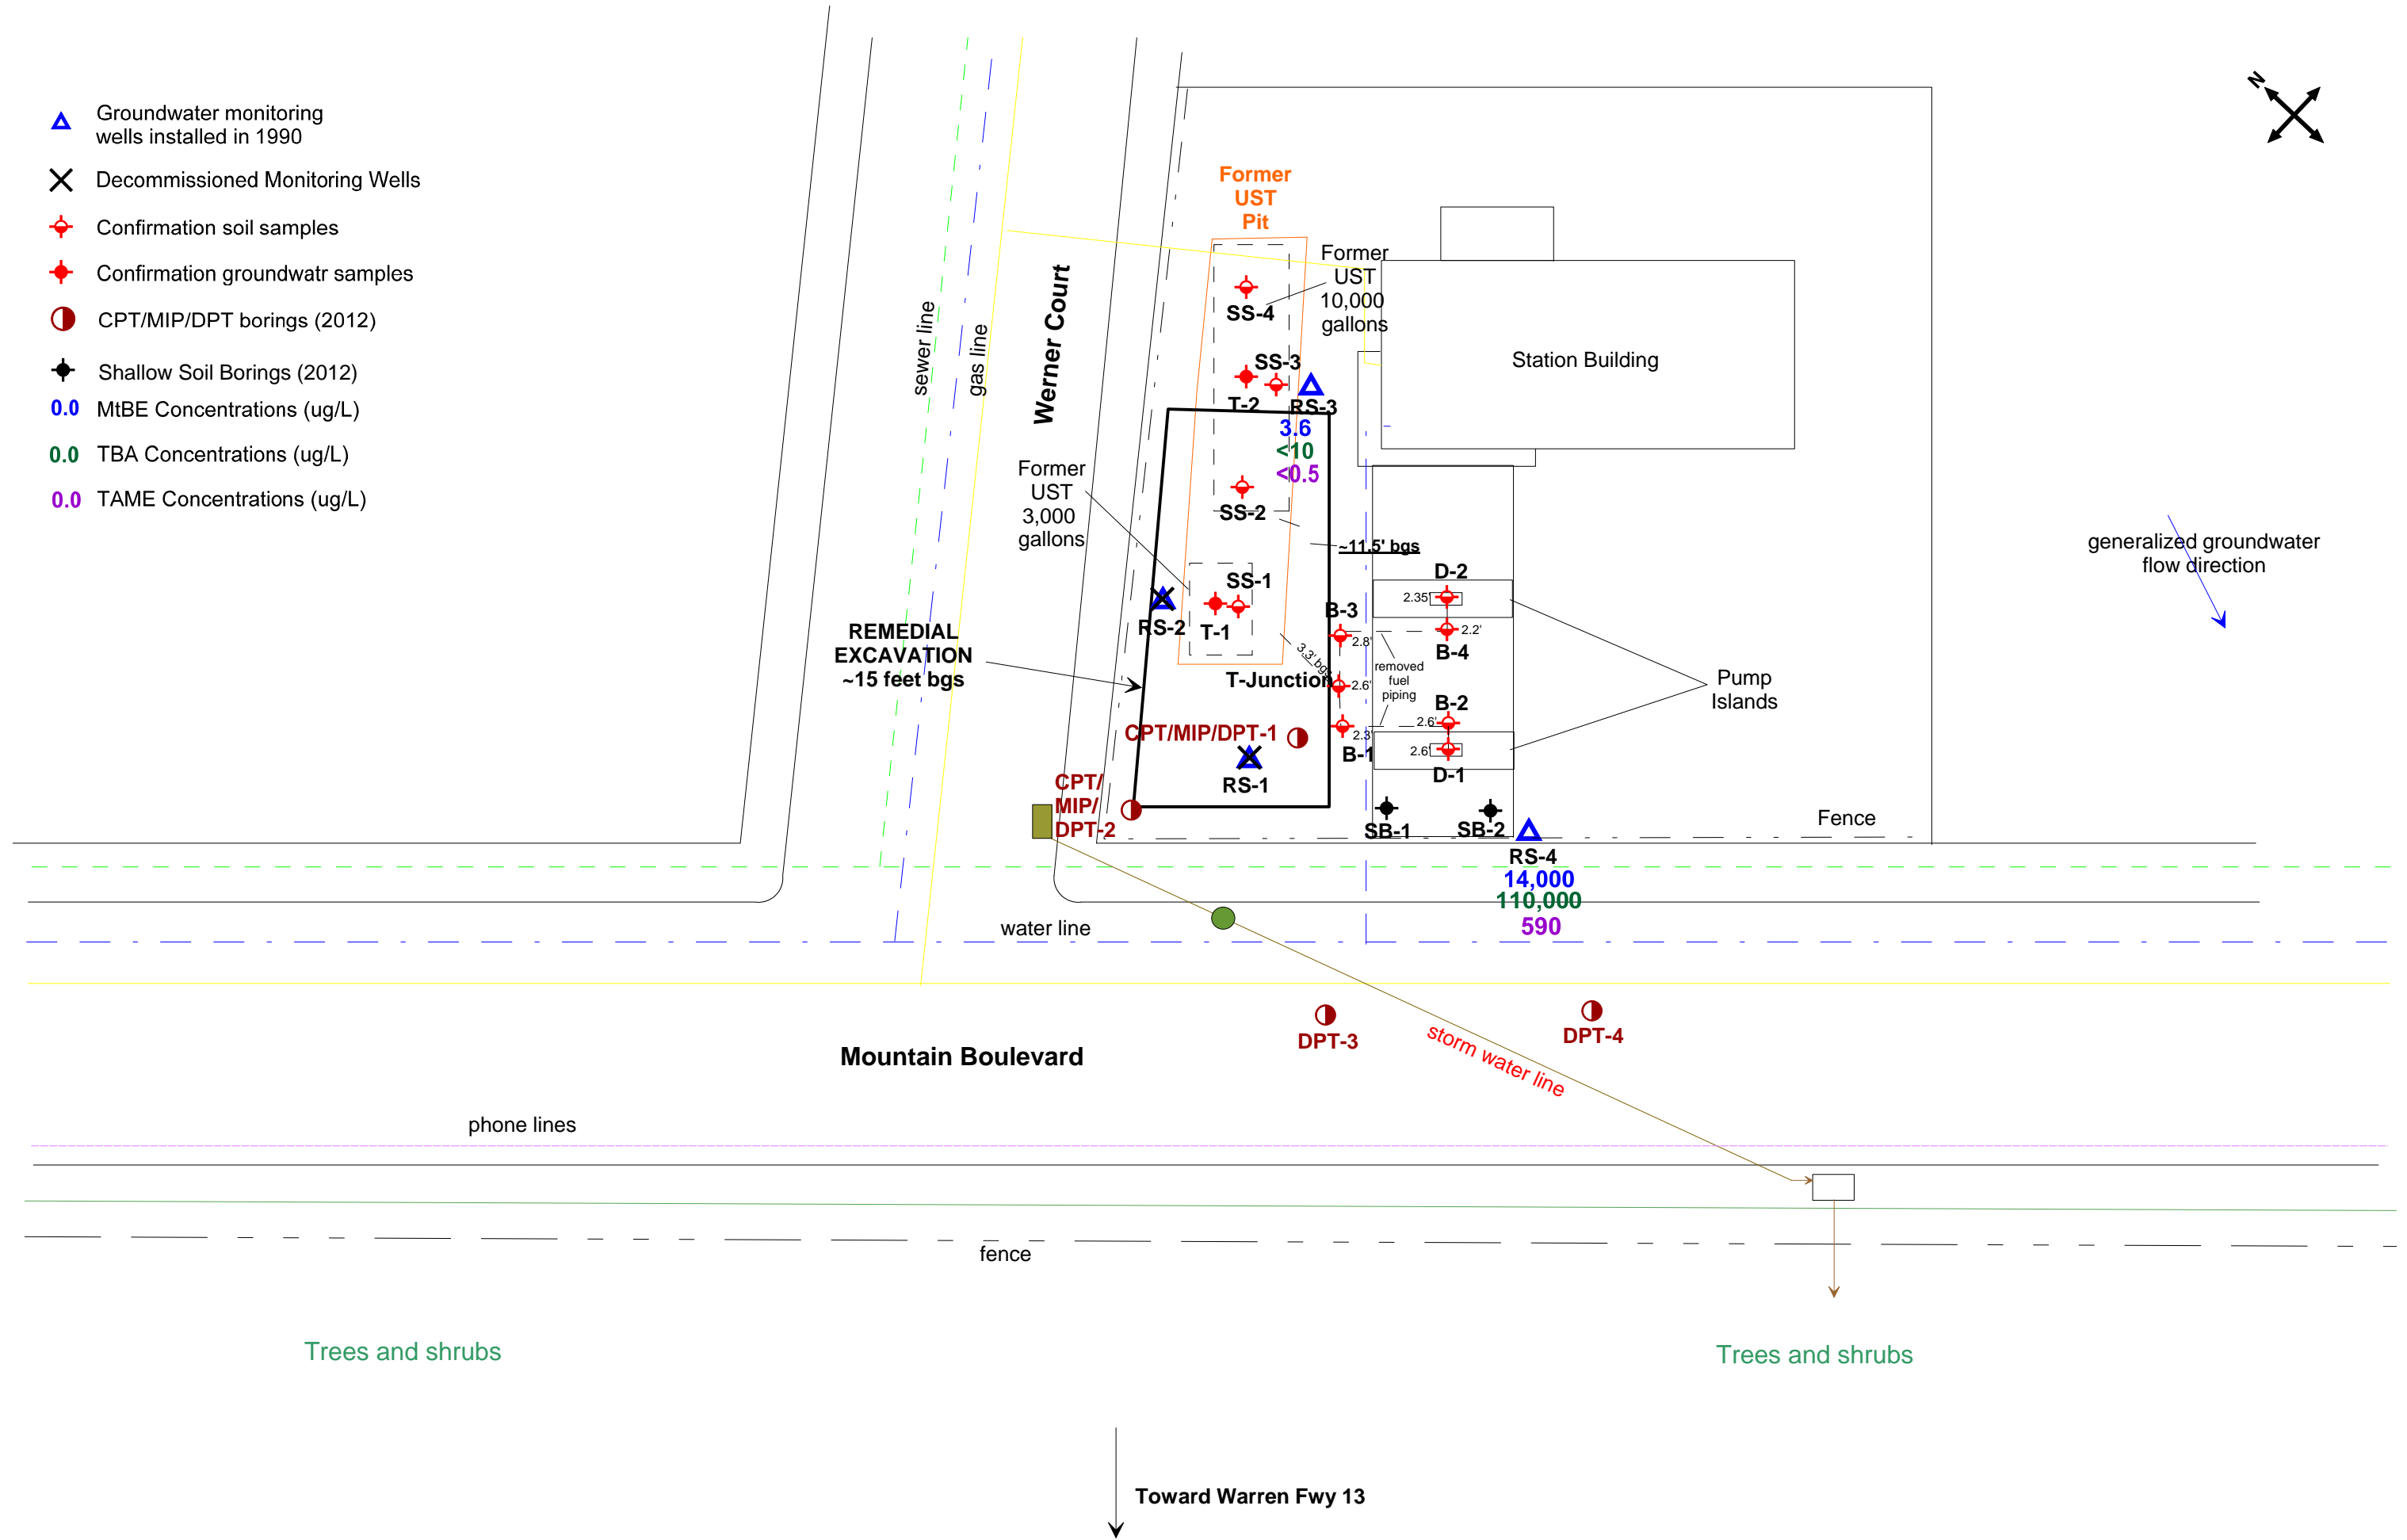 N
Groundwater monitoring
wells installed in 1990
Decommissioned Monitoring Wells
Confirmation soil samples
Confirmation groundwatr samples
CPT/MIP/DPT borings (2012)
Shallow Soil Borings (2012)
0.0 MtBE Concentrations (ug/L)
0.0 TBA Concentrations (ug/L)
0.0 TAME Concentrations (ug/L)
sewer line
gas line
Werner Court
Former
UST
Pit
Former
UST
10,000
gallons
SS-4
SS-3
T-2
RS-3
3.6
<10
<0.5
Station Building
Former
UST
3,000
gallons
SS-2
~11.5' bgs
generalized groundwater
flow direction
SS-1
T-1
RS-2
REMEDIAL
EXCAVATION
~15 feet bgs
B-3
2.8'
3.3' bgs
T-Junction
2.6'
removed
fuel
piping
D-2
2.35'
2.2'
B-4
B-2
2.6'
2.3'
B-1
2.6'
D-1
Pump
Islands
CPT/MIP/DPT-1
RS-1
CPT/
MIP/
DPT-2
SB-1
SB-2
Fence
RS-4
14,000
110,000
590
water line
DPT-3
DPT-4
storm water line
Mountain Boulevard
phone lines
fence
Trees and shrubs
Trees and shrubs
Toward Warren Fwy 13